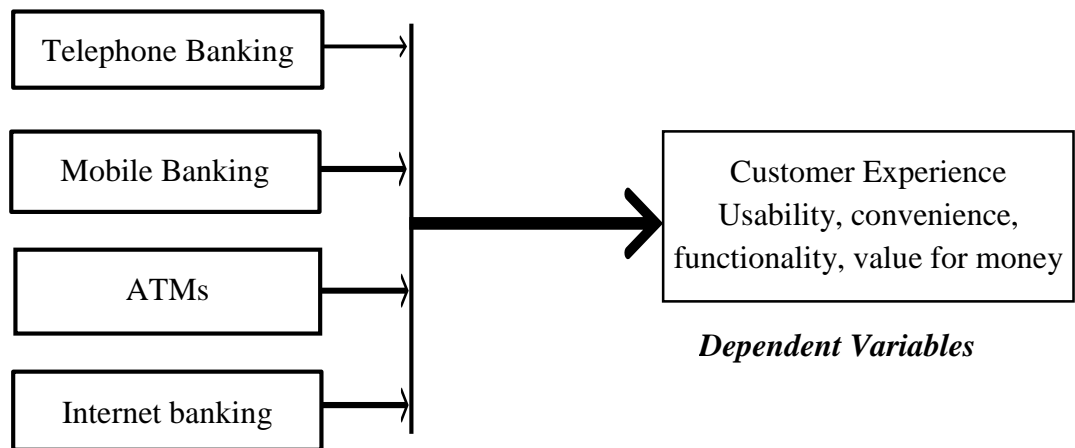 Telephone Banking
Mobile Banking
ATMs
Internet banking
Customer Experience
Usability, convenience,
functionality, value for money
Dependent Variables